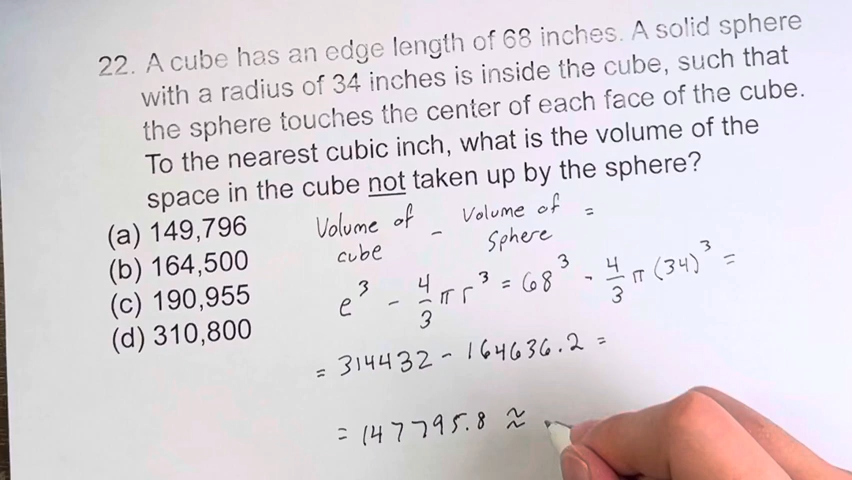 22. A cube has an edge length of 68 inches. A solid sphere
with a radius of 34 inches is inside the cube, such that
the sphere touches the center of each face of the cube.
To the nearest cubic inch, what is the volume of the
space in the cube not taken up by the sphere?
(a) 149,796
(b) 164,500
(c) 190,955
(d) 310,800
Volume of cube - Volume of Sphere =
e³ - 4/3 π r³ = 68³ - 4/3 π (34)³ =
= 314432 - 164636.2 =
= 147795.8 ≈